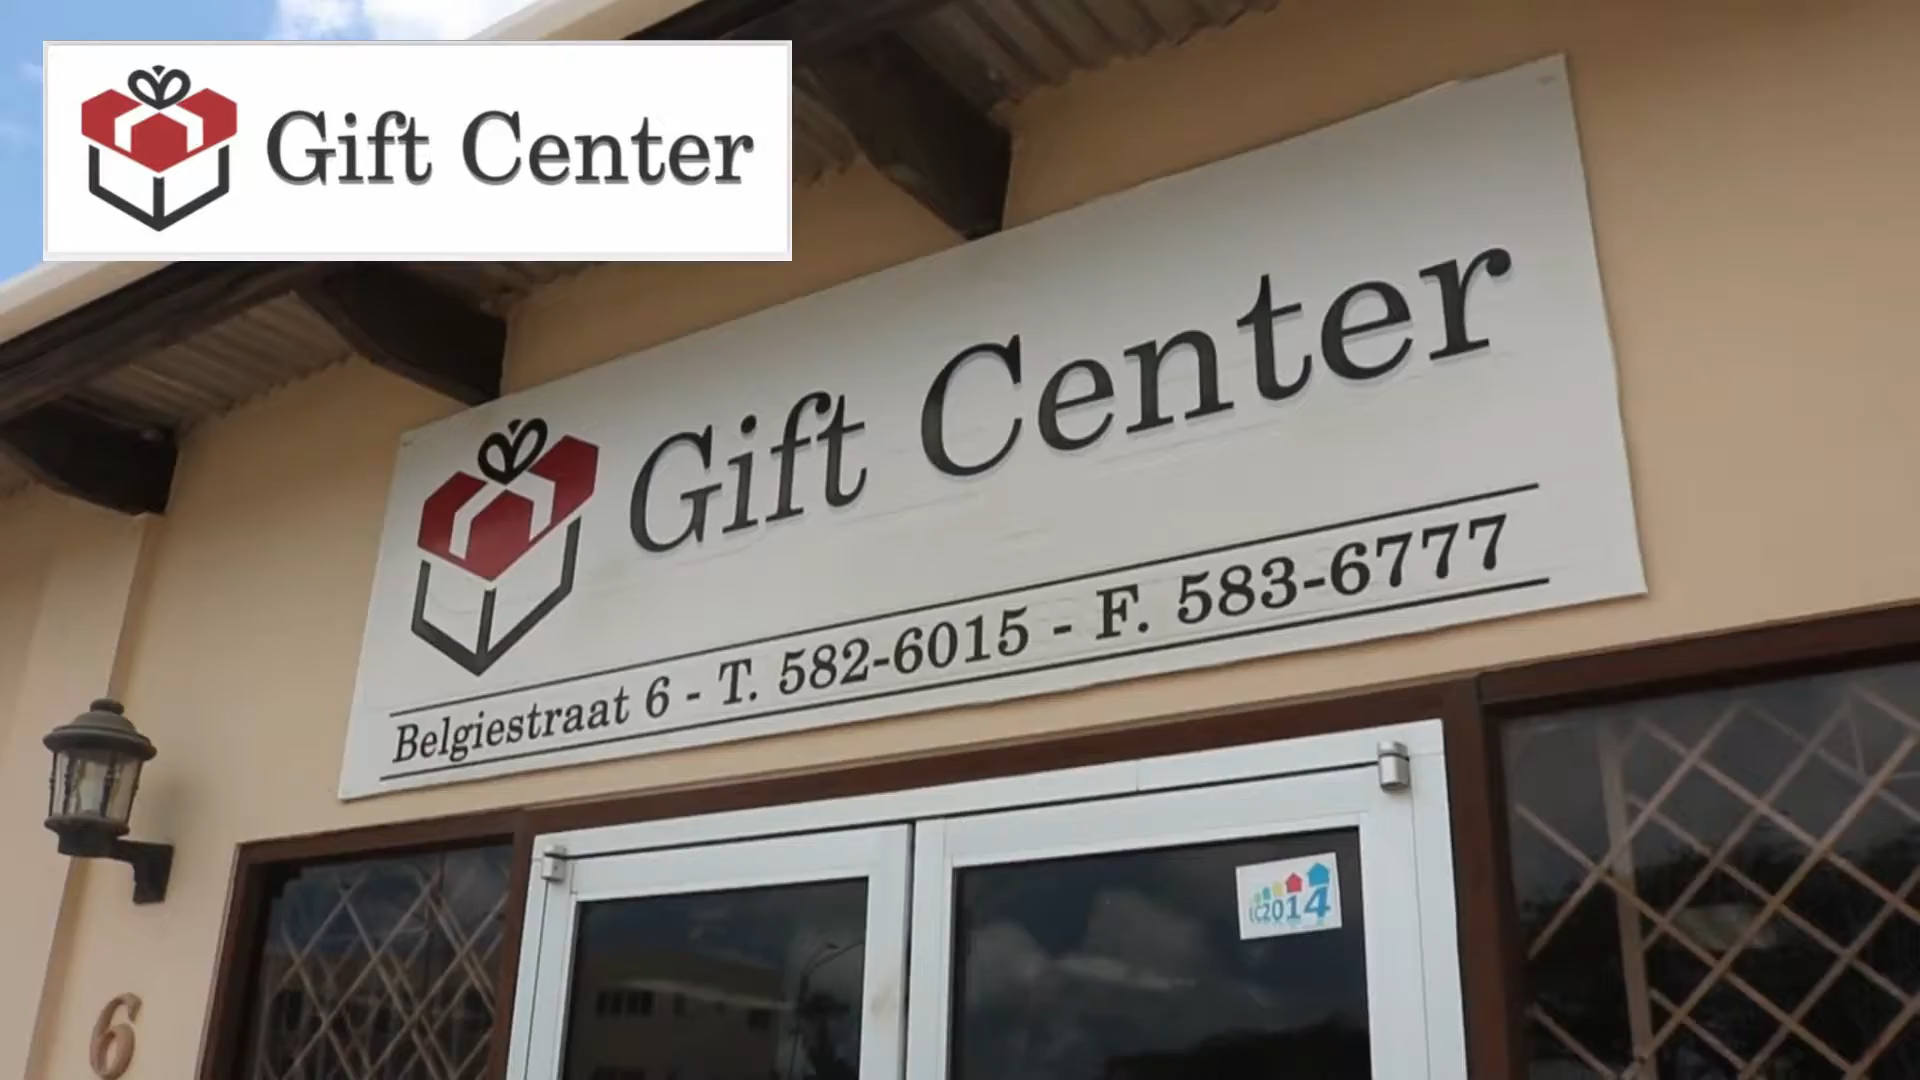 Gift Center
Gift Center
Belgiestraat 6 - T. 582-6015 - F. 583-6777
2014
6